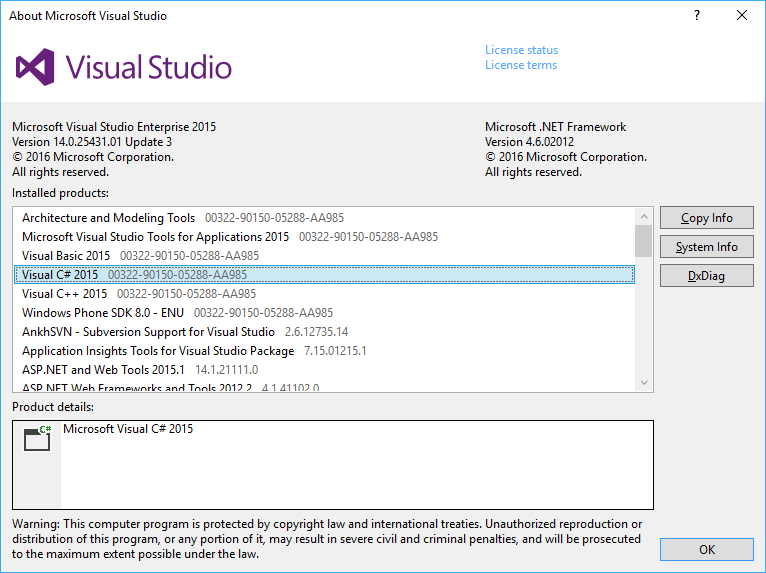 About Microsoft Visual Studio
?
Visual Studio
License status
License terms
Microsoft Visual Studio Enterprise 2015
Version 14.0.25431.01 Update 3
© 2016 Microsoft Corporation.
All rights reserved.
Microsoft .NET Framework
Version 4.6.02012
© 2016 Microsoft Corporation.
All rights reserved.
Installed products:
Architecture and Modeling Tools 00322-90150-05288-AA985
Microsoft Visual Studio Tools for Applications 2015 00322-90150-05288-AA985
Visual Basic 2015 00322-90150-05288-AA985
Visual C# 2015 00322-90150-05288-AA985
Visual C++ 2015 00322-90150-05288-AA985
Windows Phone SDK 8.0 - ENU 00322-90150-05288-AA985
AnkhSVN - Subversion Support for Visual Studio 2.6.12735.14
Application Insights Tools for Visual Studio Package 7.15.01215.1
ASP.NET and Web Tools 2015.1 14.1.21111.0
ASP.NET Web Frameworks and Tools 2012.2 4.1.41102.0
Copy Info
System Info
DxDiag
Product details:
C#
Microsoft Visual C# 2015
Warning: This computer program is protected by copyright law and international treaties. Unauthorized reproduction or
distribution of this program, or any portion of it, may result in severe civil and criminal penalties, and will be prosecuted
to the maximum extent possible under the law.
OK